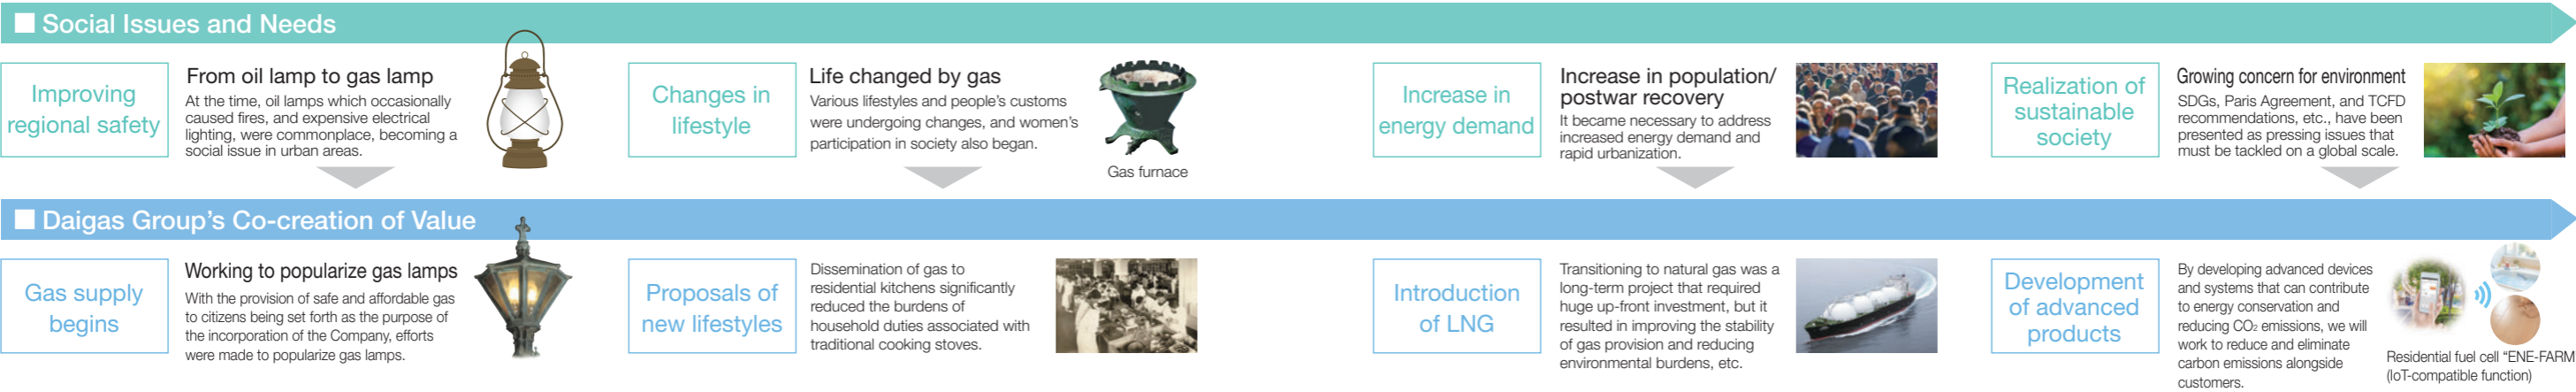 ■ Social Issues and Needs
Improving
regional safety
From oil lamp to gas lamp
At the time, oil lamps which occasionally
caused fires, and expensive electrical
lighting, were commonplace, becoming a
social issue in urban areas.
Changes in
lifestyle
Life changed by gas
Various lifestyles and people's customs
were undergoing changes, and women's
participation in society also began.
Gas furnace
Increase in
energy demand
Increase in population/
postwar recovery
It became necessary to address
increased energy demand and
rapid urbanization.
Realization of
sustainable
society
Growing concern for environment
SDGs, Paris Agreement, and TCFD
recommendations, etc., have been
presented as pressing issues that
must be tackled on a global scale.
■ Daigas Group's Co-creation of Value
Gas supply
begins
Working to popularize gas lamps
With the provision of safe and affordable gas
to citizens being set forth as the purpose of
the incorporation of the Company, efforts
were made to popularize gas lamps.
Proposals of
new lifestyles
Dissemination of gas to
residential kitchens significantly
reduced the burdens of
household duties associated with
traditional cooking stoves.
Introduction
of LNG
Transitioning to natural gas was a
long-term project that required
huge up-front investment, but it
resulted in improving the stability
of gas provision and reducing
environmental burdens, etc.
Development
of advanced
products
By developing advanced devices
and systems that can contribute
to energy conservation and
reducing CO₂ emissions, we will
work to reduce and eliminate
carbon emissions alongside
customers.
Residential fuel cell “ENE-FARM
(IoT-compatible function)